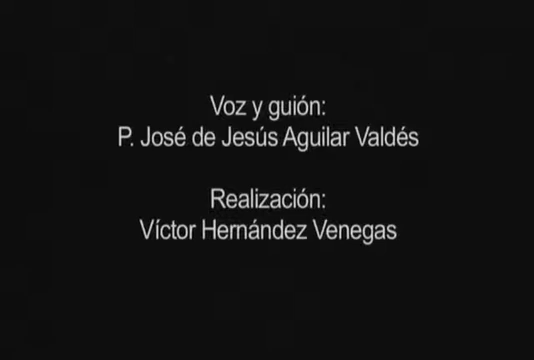 Voz y guión:
P. José de Jesús Aguilar Valdés
Realización:
Víctor Hernández Venegas